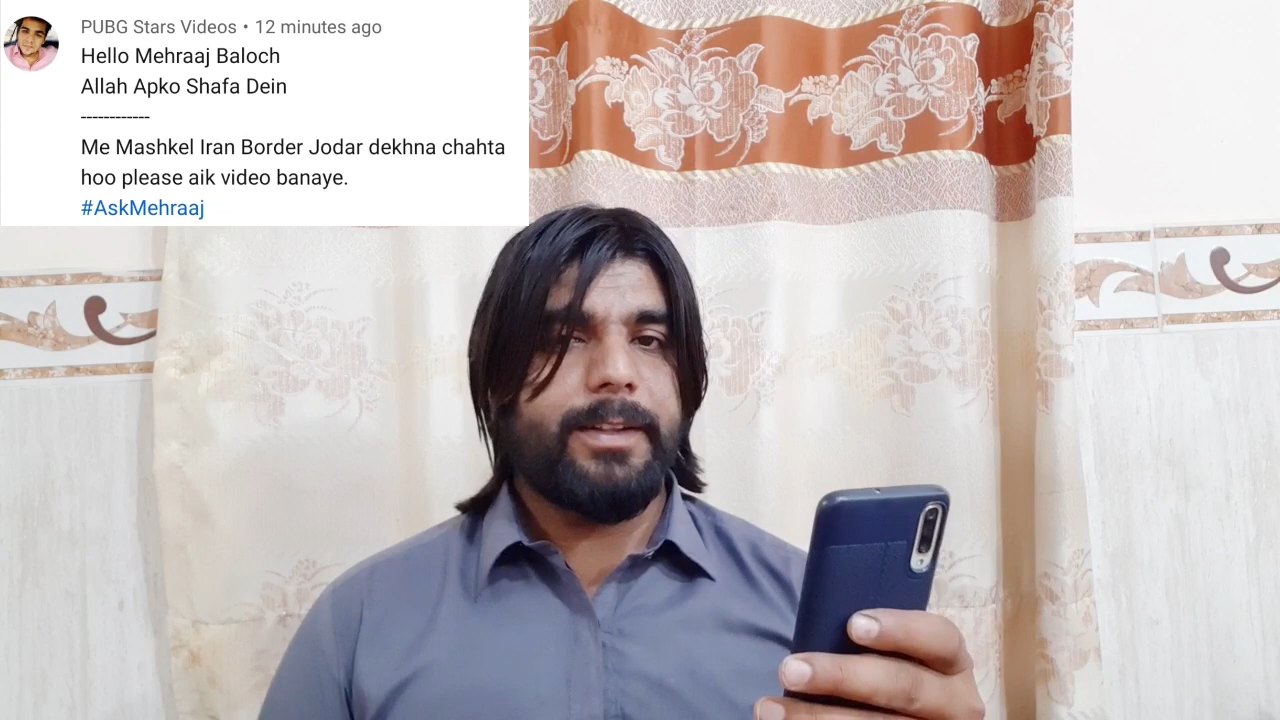 PUBG Stars Videos • 12 minutes ago
Hello Mehraaj Baloch
Allah Apko Shafa Dein
------------
Me Mashkel Iran Border Jodar dekhna chahta
hoo please aik video banaye.
#AskMehraaj